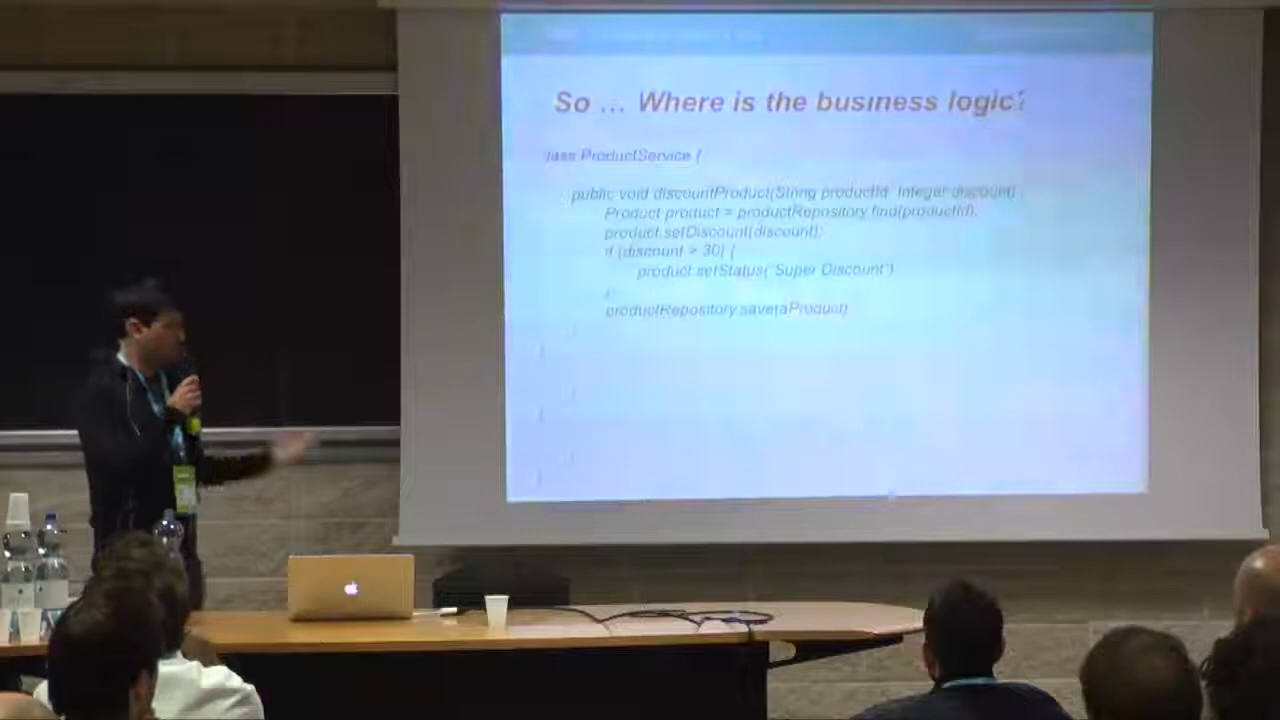 So ... Where is the business logic?
class ProductService {
public void discountProduct(String productId, Integer discount)
Product product = productRepository.find(productId);
product.setDiscount(discount);
if (discount > 30) {
product.setStatus("Super Discount")
}
productRepository.save(aProduct)